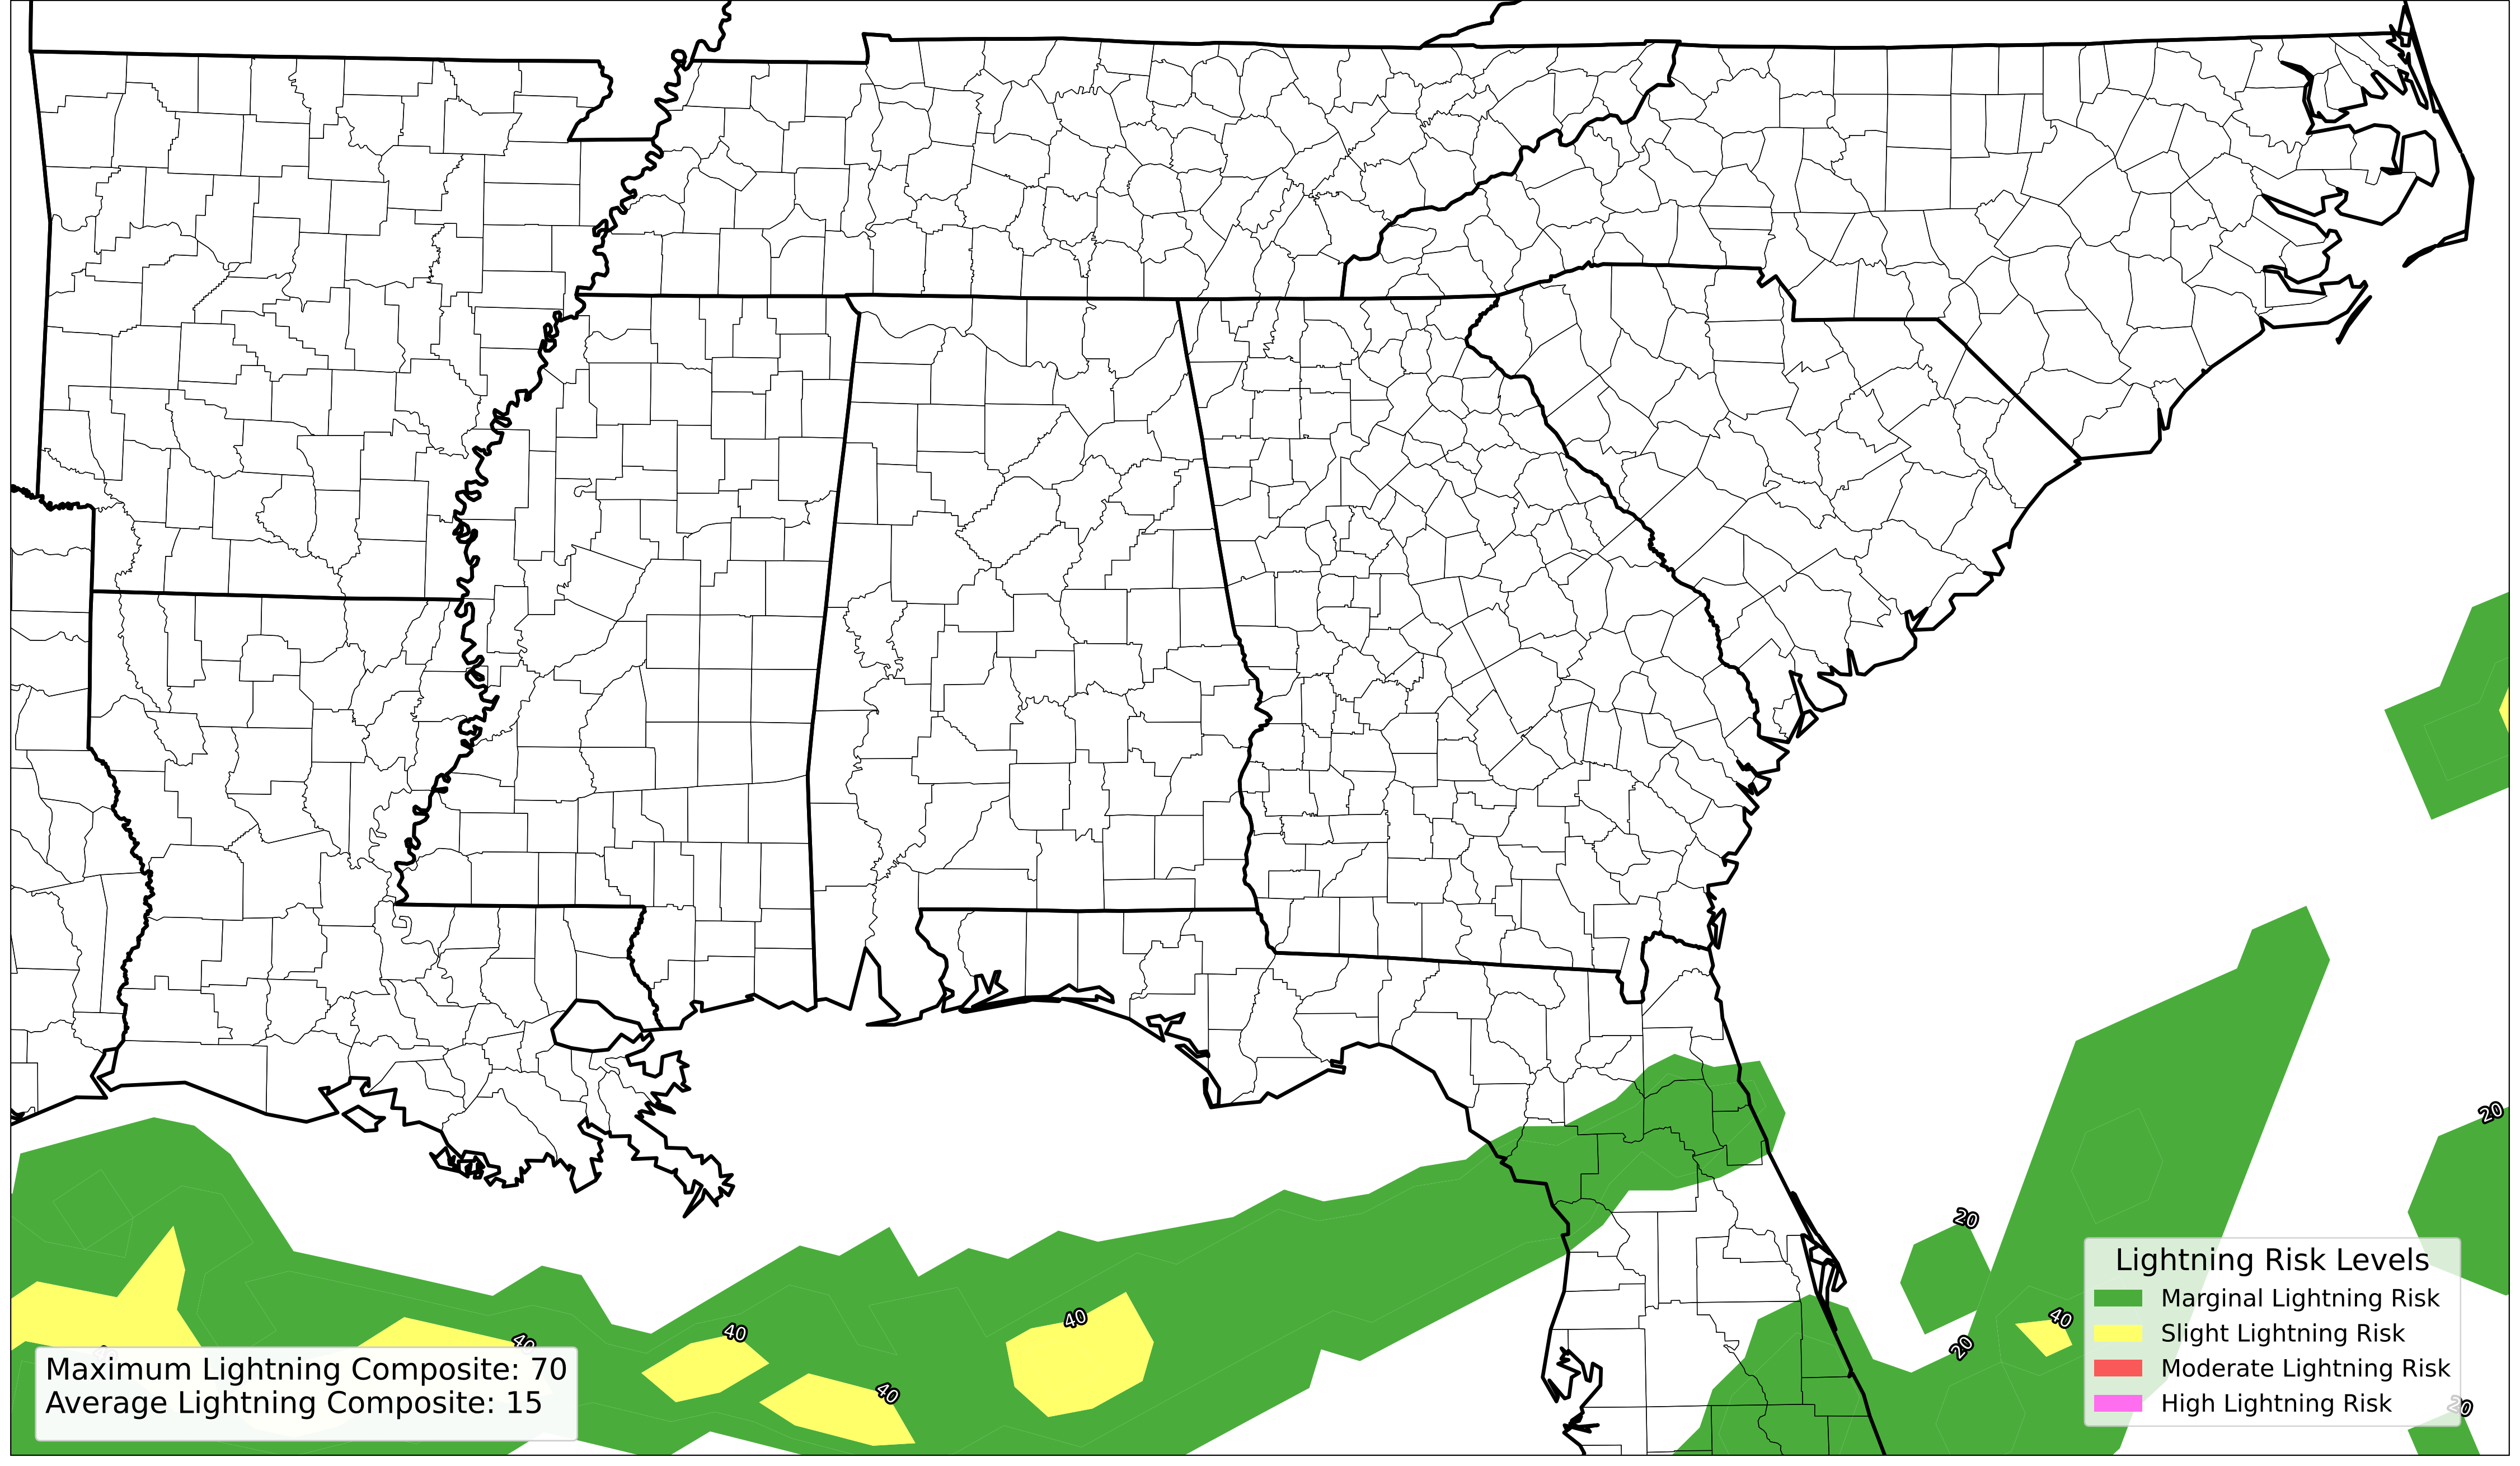 20
20
40
20
40
40
40
40
20
Maximum Lightning Composite: 70
Average Lightning Composite: 15
Lightning Risk Levels
Marginal Lightning Risk
Slight Lightning Risk
Moderate Lightning Risk
High Lightning Risk